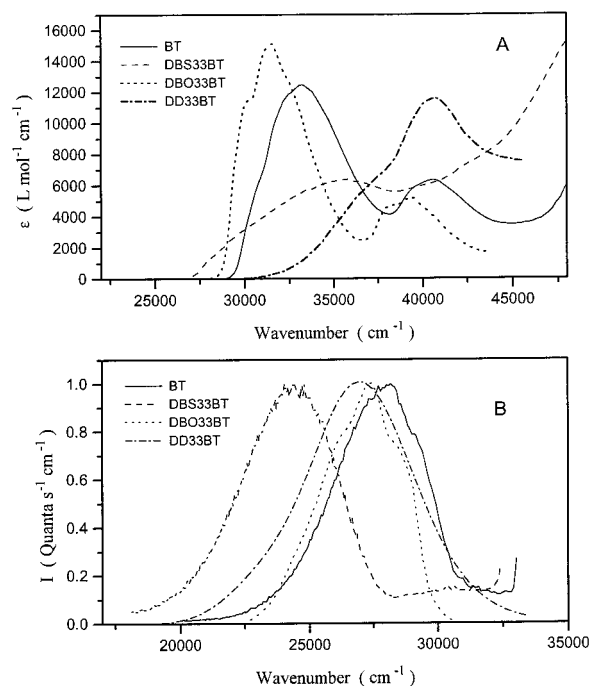 16000
14000
12000
10000
8000
6000
4000
2000
0
ε ( L.mol⁻¹ cm⁻¹ )
BT
DBS33BT
DBO33BT
DD33BT
A
25000 30000 35000 40000 45000
Wavenumber ( cm⁻¹ )
1.0
0.8
0.6
0.4
0.2
0.0
I ( Quanta s⁻¹ cm⁻¹ )
BT
DBS33BT
DBO33BT
DD33BT
B
20000 25000 30000 35000
Wavenumber ( cm⁻¹ )